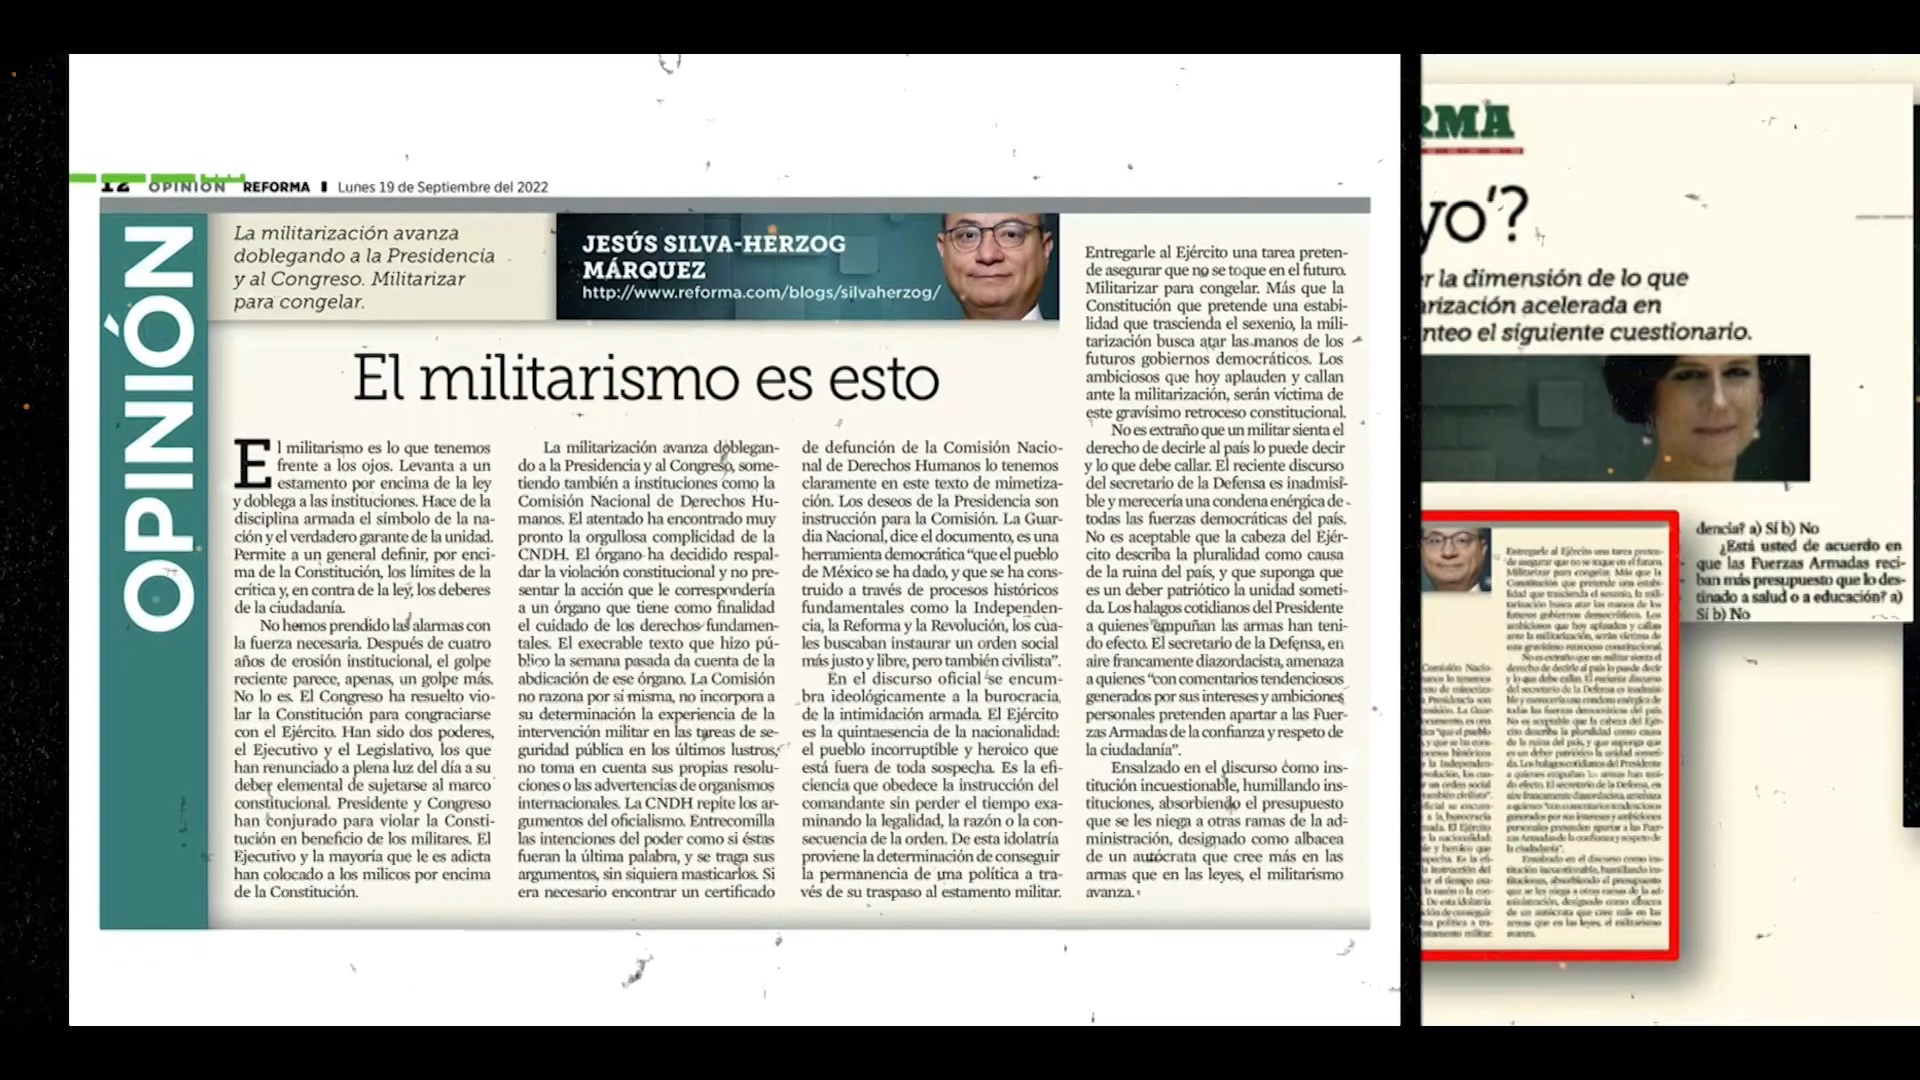 12 OPINIÓN REFORMA Lunes 19 de Septiembre del 2022
OPINIÓN
La militarización avanza
doblegando a la Presidencia
y al Congreso. Militarizar
para congelar.
JESÚS SILVA-HERZOG
MÁRQUEZ
http://www.reforma.com/blogs/silvaherzog/
El militarismo es esto
El militarismo es lo que tenemos
frente a los ojos. Levanta a un
estamento por encima de la ley
y doblega a las instituciones. Hace de la
disciplina armada el símbolo de la na-
ción y el verdadero garante de la unidad.
Permite a un general definir, por enci-
ma de la Constitución, los límites de la
crítica y, en contra de la ley, los deberes
de la ciudadanía.
No hemos prendido las alarmas con
la fuerza necesaria. Después de cuatro
años de erosión institucional, el golpe
reciente parece, apenas, un golpe más.
No lo es. El Congreso ha resuelto vio-
lar la Constitución para congraciarse
con el Ejército. Han sido dos poderes,
el Ejecutivo y el Legislativo, los que
han renunciado a plena luz del día a su
deber elemental de sujetarse al marco
constitucional. Presidente y Congreso
han conjurado para violar la Consti-
tución en beneficio de los militares. El
Ejecutivo y la mayoría que le es adicta
han colocado a los milicos por encima
de la Constitución.
La militarización avanza doblegan-
do a la Presidencia y al Congreso, some-
tiendo también a instituciones como la
Comisión Nacional de Derechos Hu-
manos. El atentado ha encontrado muy
pronto la orgullosa complicidad de la
CNDH. El órgano ha decidido respal-
dar la violación constitucional y no pre-
sentar la acción que le correspondería
a un órgano que tiene como finalidad
el cuidado de los derechos fundamen-
tales. El execrable texto que hizo pú-
blico la semana pasada da cuenta de la
abdicación de ese órgano. La Comisión
no razona por sí misma, no incorpora a
su determinación la experiencia de la
intervención militar en las tareas de se-
guridad pública en los últimos lustros,
no toma en cuenta sus propias resolu-
ciones o las advertencias de organismos
internacionales. La CNDH repite los ar-
gumentos del oficialismo. Entrecomilla
las intenciones del poder como si éstas
fueran la última palabra, y se traga sus
argumentos, sin siquiera masticarlos. Si
era necesario encontrar un certificado
de defunción de la Comisión Nacio-
nal de Derechos Humanos lo tenemos
claramente en este texto de mimetiza-
ción. Los deseos de la Presidencia son
instrucción para la Comisión. La Guar-
dia Nacional, dice el documento, es una
herramienta democrática “que el pueblo
de México se ha dado, y que se ha cons-
truido a través de procesos históricos
fundamentales como la Independen-
cia, la Reforma y la Revolución, los cua-
les buscaban instaurar un orden social
más justo y libre, pero también civilista”.
En el discurso oficial se encum-
bra ideológicamente a la burocracia
de la intimidación armada. El Ejército
es la quintaesencia de la nacionalidad:
el pueblo incorruptible y heroico que
está fuera de toda sospecha. Es la efi-
ciencia que obedece la instrucción del
comandante sin perder el tiempo exa-
minando la legalidad, la razón o la con-
secuencia de la orden. De esta idolatría
proviene la determinación de conseguir
la permanencia de una política a tra-
vés de su traspaso al estamento militar.
Entregarle al Ejército una tarea preten-
de asegurar que no se toque en el futuro.
Militarizar para congelar. Más que la
Constitución que pretende una estabi-
lidad que trascienda el sexenio, la mili-
tarización busca atar las manos de los
futuros gobiernos democráticos. Los
ambiciosos que hoy aplauden y callan
ante la militarización, serán víctima de
este gravísimo retroceso constitucional.
No es extraño que un militar sienta el
derecho de decirle al país lo puede decir
y lo que debe callar. El reciente discurso
del secretario de la Defensa es inadmisi-
ble y merecería una condena enérgica de
todas las fuerzas democráticas del país.
No es aceptable que la cabeza del Ejér-
cito describa la pluralidad como causa
de la ruina del país, y que suponga que
es un deber patriótico la unidad someti-
da. Los halagos cotidianos del Presidente
a quienes empuñan las armas han teni-
do efecto. El secretario de la Defensa, en
aire francamente diazordacista, amenaza
a quienes “con comentarios tendenciosos
generados por sus intereses y ambiciones
personales pretenden apartar a las Fuer-
zas Armadas de la confianza y respeto de
la ciudadanía”.
Ensalzado en el discurso como ins-
titución incuestionable, humillando ins-
tituciones, absorbiendo el presupuesto
que se les niega a otras ramas de la ad-
ministración, designado como albacea
de un autócrata que cree más en las
armas que en las leyes, el militarismo
avanza.
RMA
yo’?
er la dimensión de lo que
arización acelerada en
nteo el siguiente cuestionario.
dencia? a) Sí b) No
¿Está usted de acuerdo en
que las Fuerzas Armadas reci-
ban más presupuesto que lo des-
tinado a salud o a educación? a)
Sí b) No